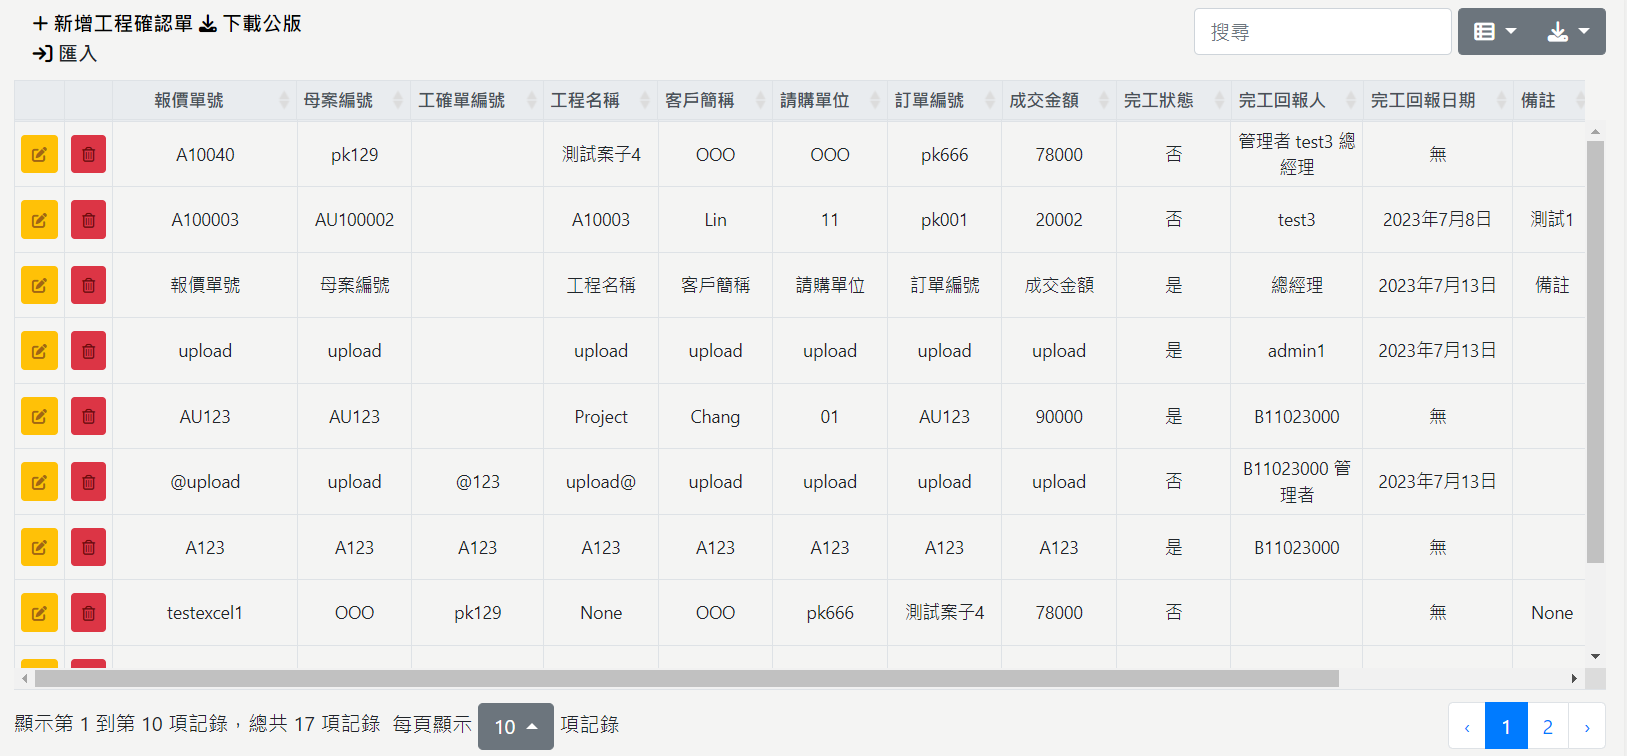 新增工程確認單 下載公版
匯入
搜尋
報價單號 母案編號 工確單編號 工程名稱 客戶簡稱 請購單位 訂單編號 成交金額 完工狀態 完工回報人 完工回報日期 備註
A10040 pk129 測試案子4 OOO OOO pk666 78000 否 管理者 test3 總經理 無
A100003 AU100002 A10003 Lin 11 pk001 20002 否 test3 2023年7月8日 測試1
報價單號 母案編號 工程名稱 客戶簡稱 請購單位 訂單編號 成交金額 是 總經理 2023年7月13日 備註
upload upload upload upload upload upload upload 是 admin1 2023年7月13日
AU123 AU123 Project Chang 01 AU123 90000 是 B11023000 無
@upload upload @123 upload@ upload upload upload upload 否 B11023000 管理者 2023年7月13日
A123 A123 A123 A123 A123 A123 A123 A123 是 B11023000 無
testexcel1 OOO pk129 None OOO pk666 測試案子4 78000 否 無 None
顯示第 1 到第 10 項記錄，總共 17 項記錄 每頁顯示 10 項記錄
‹ 1 2 ›